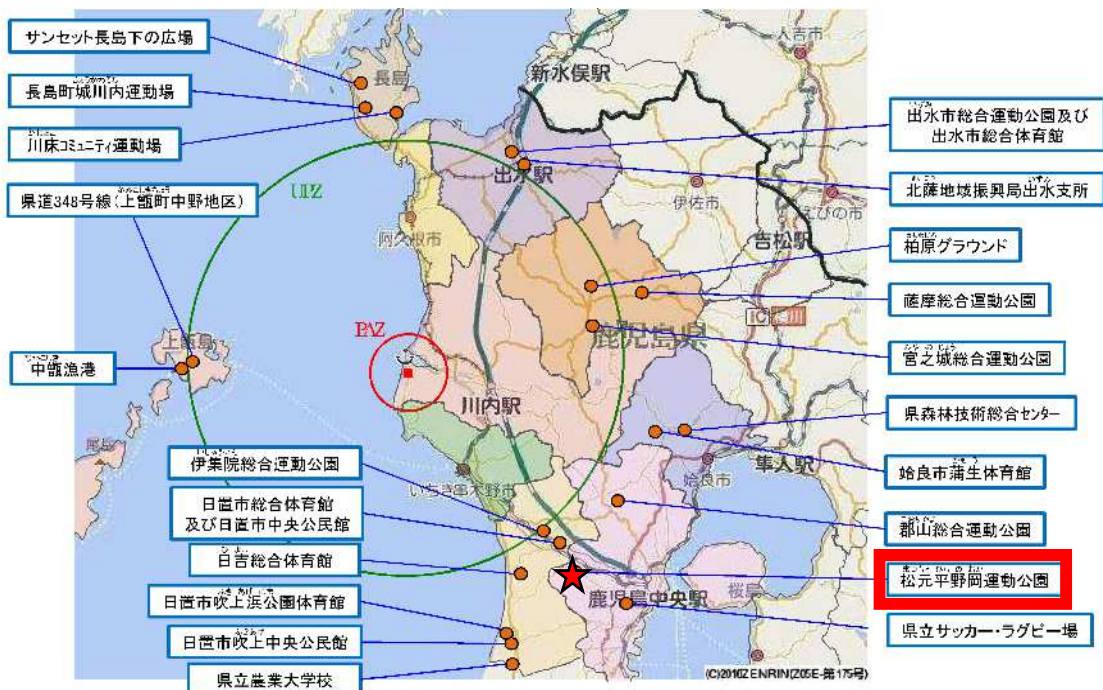 サンセット長島下の広場
長島町城川内運動場
川床コミュニティ運動場
県道348号線(上甑町中野地区)
中甑漁港
伊集院総合運動公園
日置市総合体育館
及び日置市中央公民館
日吉総合体育館
日置市吹上浜公園体育館
日置市吹上中央公民館
県立農業大学校
長島
新水俣駅
人吉市
UPZ
出水駅
阿久根市
伊佐市
えびの市
吉松駅
鹿児島県
PAZ
上甑島
川内駅
いちき串木野市
姶良市
隼人駅
鹿児島中央駅
桜島
(C)2010ZENRIN(Z05E-第175号)
出水市総合運動公園及び
出水市総合体育館
北薩地域振興局出水支所
柏原グラウンド
薩摩総合運動公園
宮之城総合運動公園
県森林技術総合センター
姶良市蒲生体育館
郡山総合運動公園
松元平野岡運動公園
県立サッカー・ラグビー場